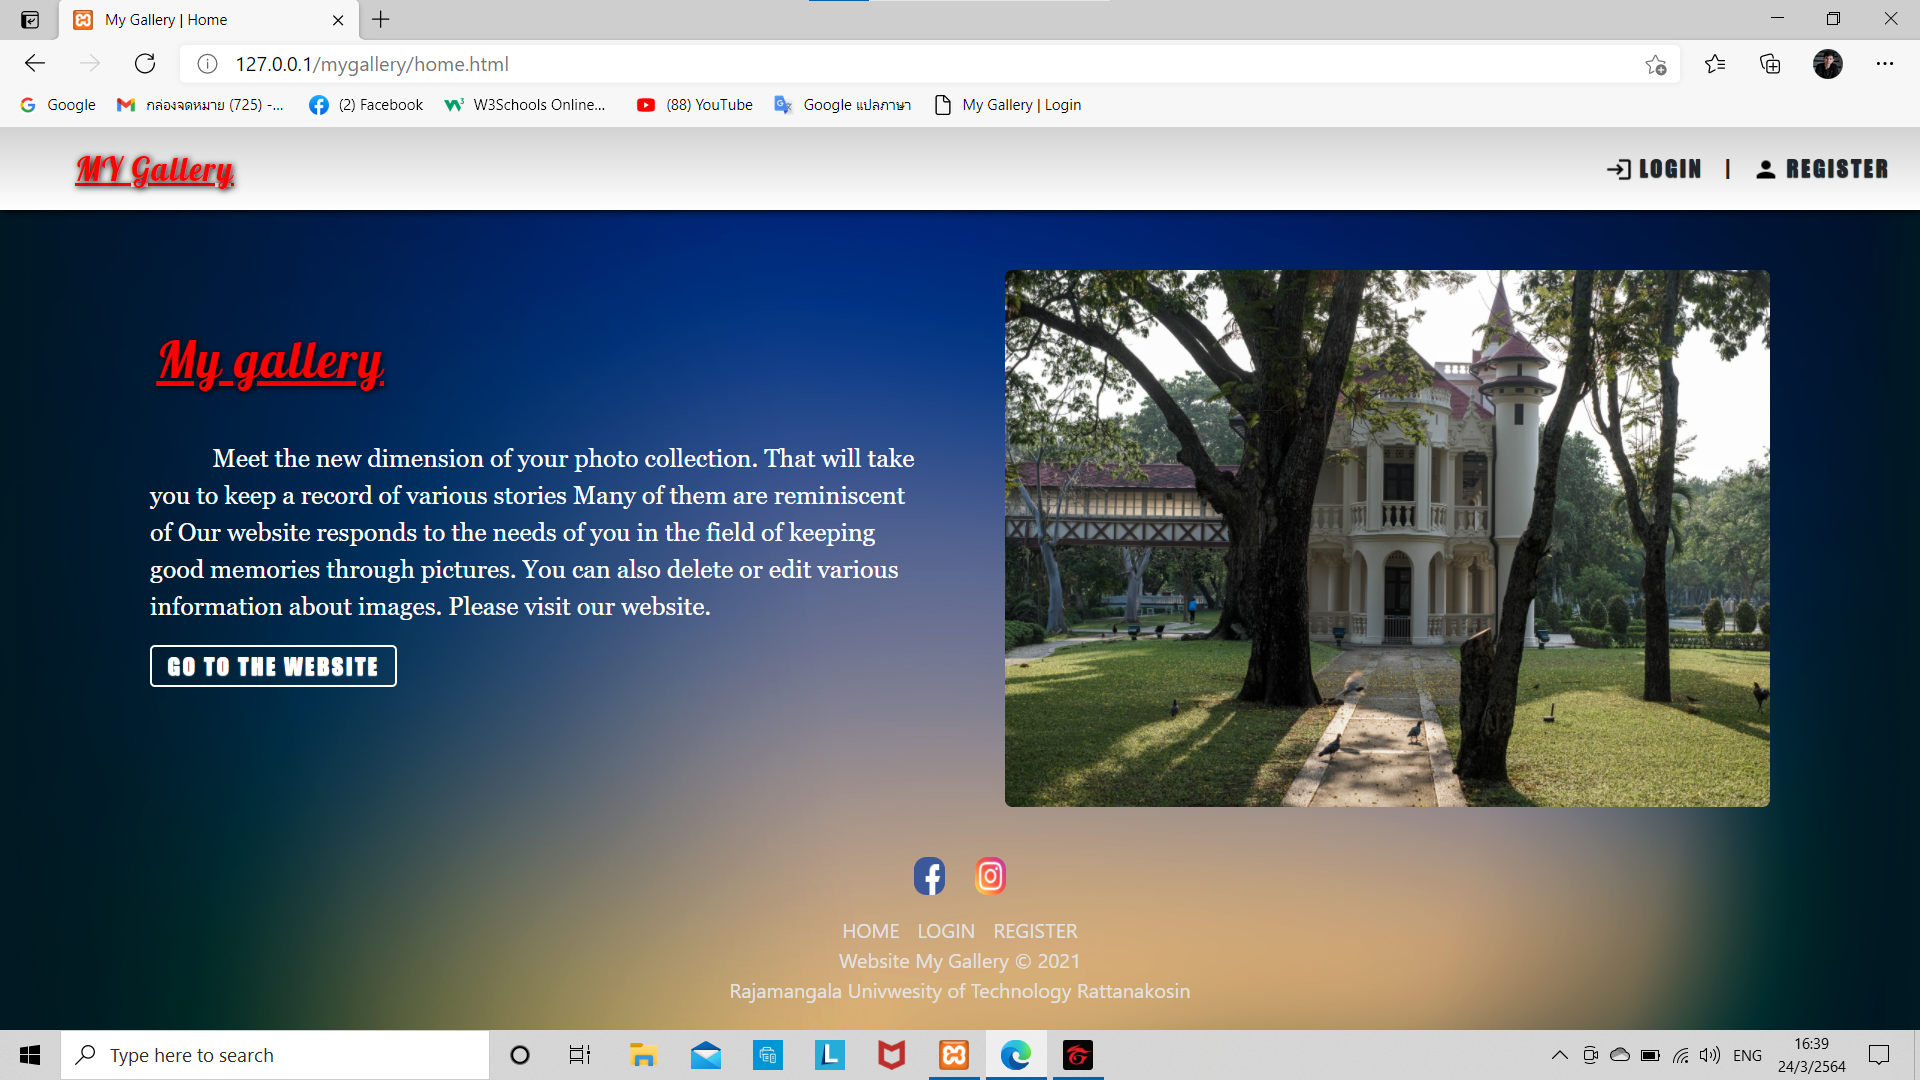 My Gallery | Home
127.0.0.1/mygallery/home.html
Google
กล่องจดหมาย (725) -...
(2) Facebook
W3Schools Online...
(88) YouTube
Google แปลภาษา
My Gallery | Login
MY Gallery
LOGIN | REGISTER
My gallery
Meet the new dimension of your photo collection. That will take
you to keep a record of various stories Many of them are reminiscent
of Our website responds to the needs of you in the field of keeping
good memories through pictures. You can also delete or edit various
information about images. Please visit our website.
GO TO THE WEBSITE
HOME LOGIN REGISTER
Website My Gallery © 2021
Rajamangala Univwesity of Technology Rattanakosin
Type here to search
ENG
16:39
24/3/2564